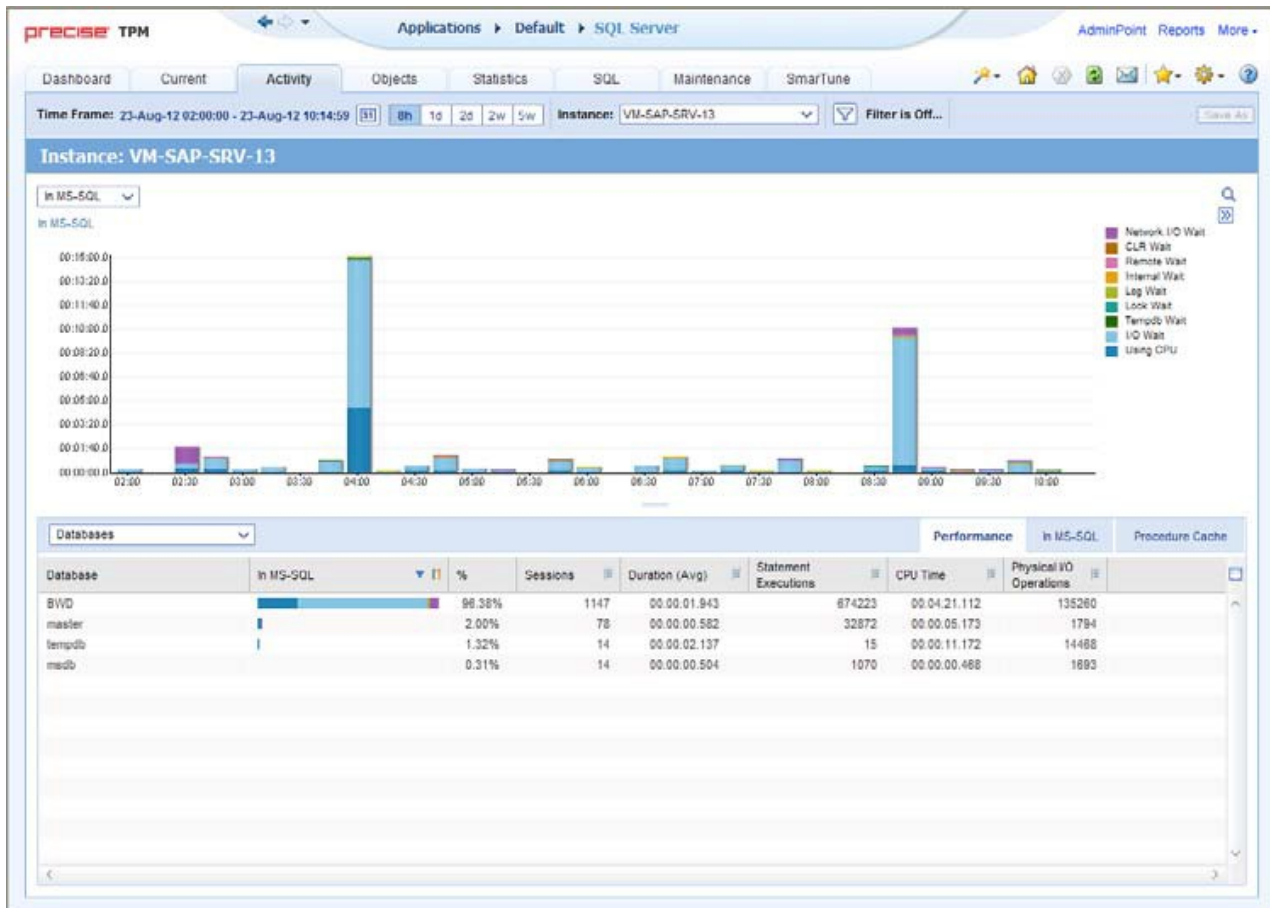 precise TPM
Applications Default SQL Server
AdminPoint Reports More
Dashboard Current Activity Objects Statistics SQL Maintenance SmarTune
Time Frame: 23-Aug-12 02:00:00 - 23-Aug-12 10:14:59 31 8h 1d 2d 2w 5w Instance: VM-SAP-SRV-13 Filter is Off... Save As
Instance: VM-SAP-SRV-13
In MS-SQL
In MS-SQL
Network I/O Wait
CLR Wait
Remote Wait
Internal Wait
Log Wait
Lock Wait
Tempdb Wait
I/O Wait
Using CPU
00:15:00.0
00:13:20.0
00:11:40.0
00:10:00.0
00:08:20.0
00:06:40.0
00:05:00.0
00:03:20.0
00:01:40.0
00:00:00.0
02:00 02:30 03:00 03:30 04:00 04:30 05:00 05:30 06:00 06:30 07:00 07:30 08:00 08:30 09:00 09:30 10:00
Databases Performance In MS-SQL Procedure Cache
Database In MS-SQL % Sessions Duration (Avg) Statement Executions CPU Time Physical I/O Operations
BWD 96.38% 1147 00:00:01.943 674223 00:04:21.112 135260
master 2.00% 78 00:00:00.582 32872 00:00:05.173 1794
tempdb 1.32% 14 00:00:02.137 15 00:00:11.172 14468
msdb 0.31% 14 00:00:00.504 1070 00:00:00.468 1693